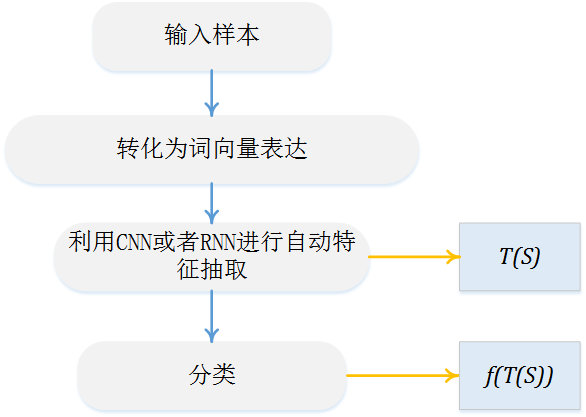 输入样本
转化为词向量表达
利用CNN或者RNN进行自动特
征抽取
T(S)
分类
f(T(S))